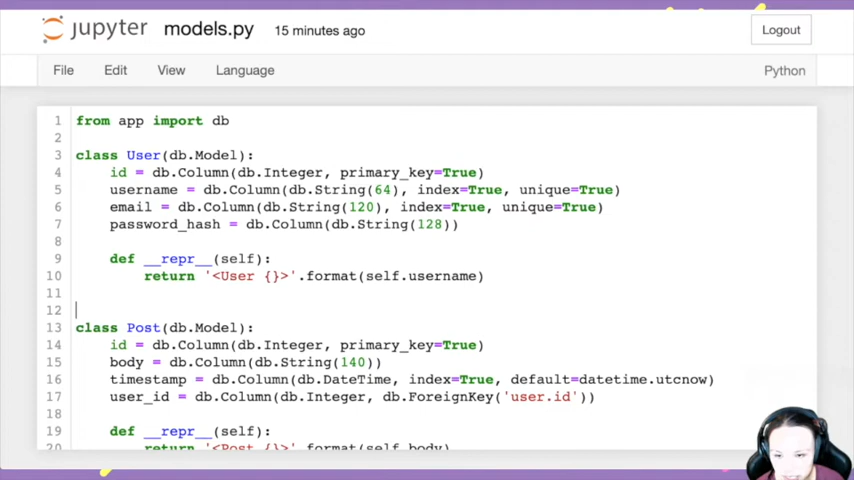 jupyter models.py 15 minutes ago Logout
File Edit View Language Python
1 from app import db
2
3 class User(db.Model):
4 id = db.Column(db.Integer, primary_key=True)
5 username = db.Column(db.String(64), index=True, unique=True)
6 email = db.Column(db.String(120), index=True, unique=True)
7 password_hash = db.Column(db.String(128))
8
9 def __repr__(self):
10 return '<User {}>'.format(self.username)
11
12
13 class Post(db.Model):
14 id = db.Column(db.Integer, primary_key=True)
15 body = db.Column(db.String(140))
16 timestamp = db.Column(db.DateTime, index=True, default=datetime.utcnow)
17 user_id = db.Column(db.Integer, db.ForeignKey('user.id'))
18
19 def __repr__(self):
20 return '<Post {}>'.format(self.body)